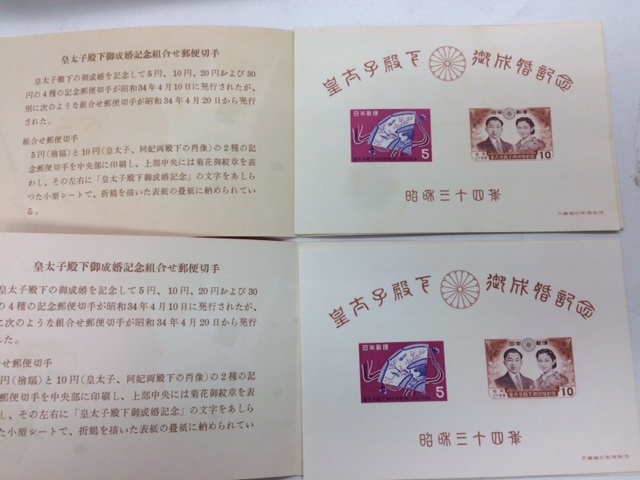 皇太子殿下御成婚記念組合せ郵便切手
皇太子殿下の御成婚を記念して5円、10円、20円および30
円の4種の記念郵便切手が昭和34年4月10日に発行されたが、
別に次のような組合せ郵便切手が昭和34年4月20日から発行
された。
組合せ郵便切手
5円(檜扇)と10円(皇太子、同妃両殿下の肖像)の2種の記
念郵便切手を中央部に印刷し、上部中央には菊花御紋章を表
わし、その左右に「皇太子殿下御成婚記念」の文字をあしら
つた小型シートで、折鶴を描いた表紙の畳紙に納められてい
る。
皇太子殿下 御成婚記念
日本郵便
5
日本郵便
10
昭和三十四年
大蔵省印刷局製造
皇太子殿下御成婚記念組合せ郵便切手
太子殿下の御成婚を記念して5円、10円、20円および30
の4種の記念郵便切手が昭和34年4月10日に発行されたが、
に次のような組合せ郵便切手が昭和34年4月20日から発行
した。
せ郵便切手
円(檜扇)と10円(皇太子、同妃両殿下の肖像)の2種の記
便切手を中央部に印刷し、上部中央には菊花御紋章を表
し、その左右に「皇太子殿下御成婚記念」の文字をあしら
た小型シートで、折鶴を描いた表紙の畳紙に納められてい
皇太子殿下 御成婚記念
日本郵便
5
日本郵便
10
昭和三十四年
大蔵省印刷局製造